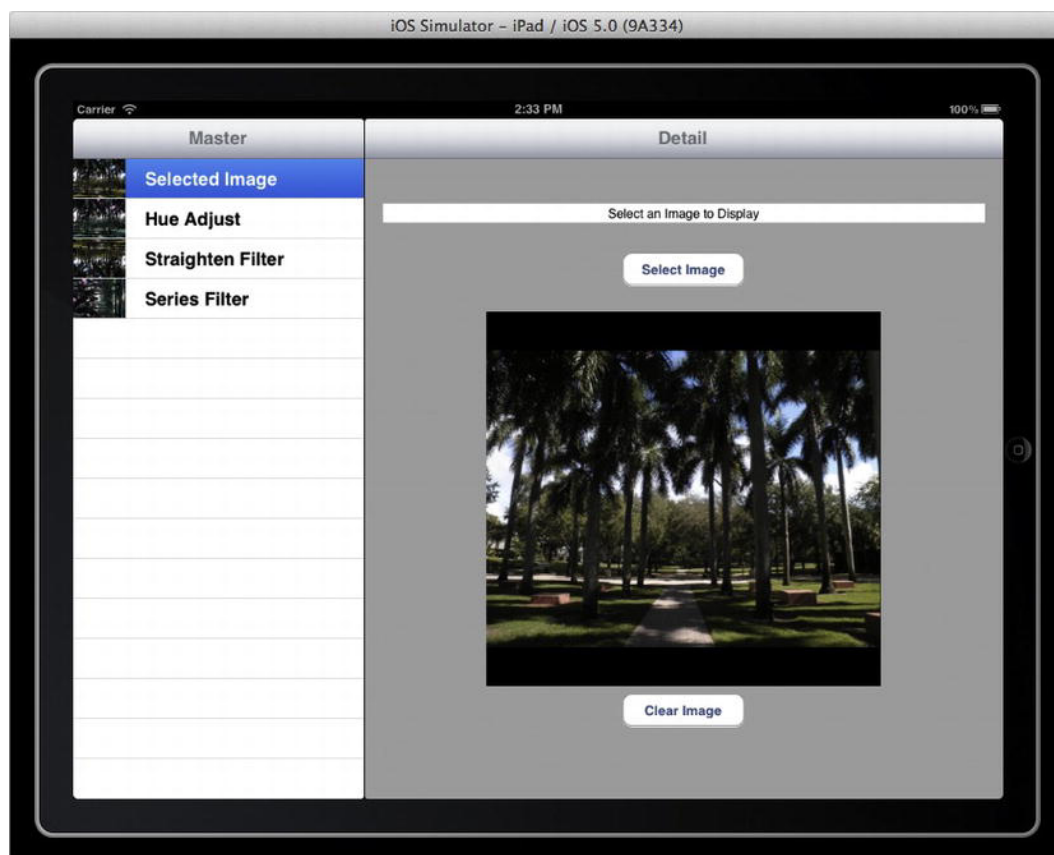 iOS Simulator – iPad / iOS 5.0 (9A334)
Carrier 2:33 PM 100%
Master Detail
Selected Image
Hue Adjust
Straighten Filter
Series Filter
Select an Image to Display
Select Image
Clear Image